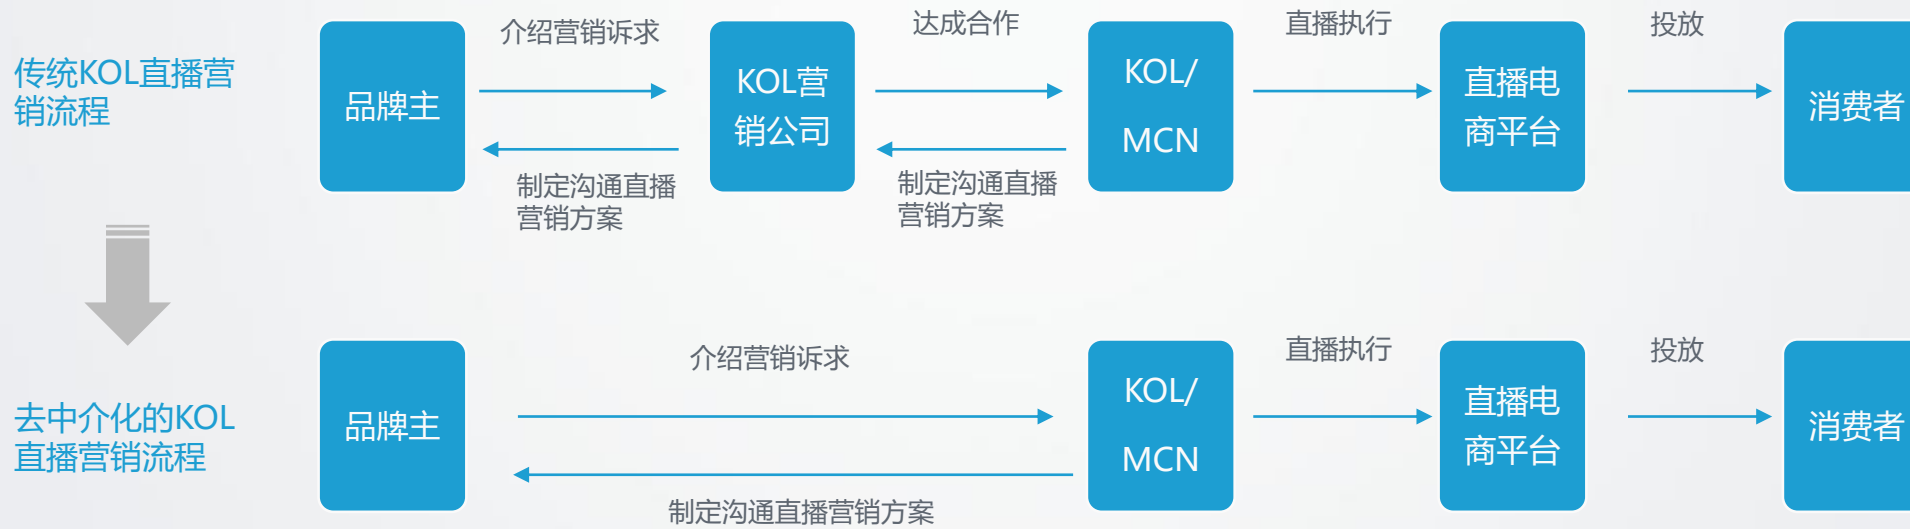 传统KOL直播营
销流程
品牌主
介绍营销诉求
制定沟通直播
营销方案
KOL营
销公司
达成合作
制定沟通直播
营销方案
KOL/
MCN
直播执行
直播电
商平台
投放
消费者
去中介化的KOL
直播营销流程
品牌主
介绍营销诉求
制定沟通直播营销方案
KOL/
MCN
直播执行
直播电
商平台
投放
消费者